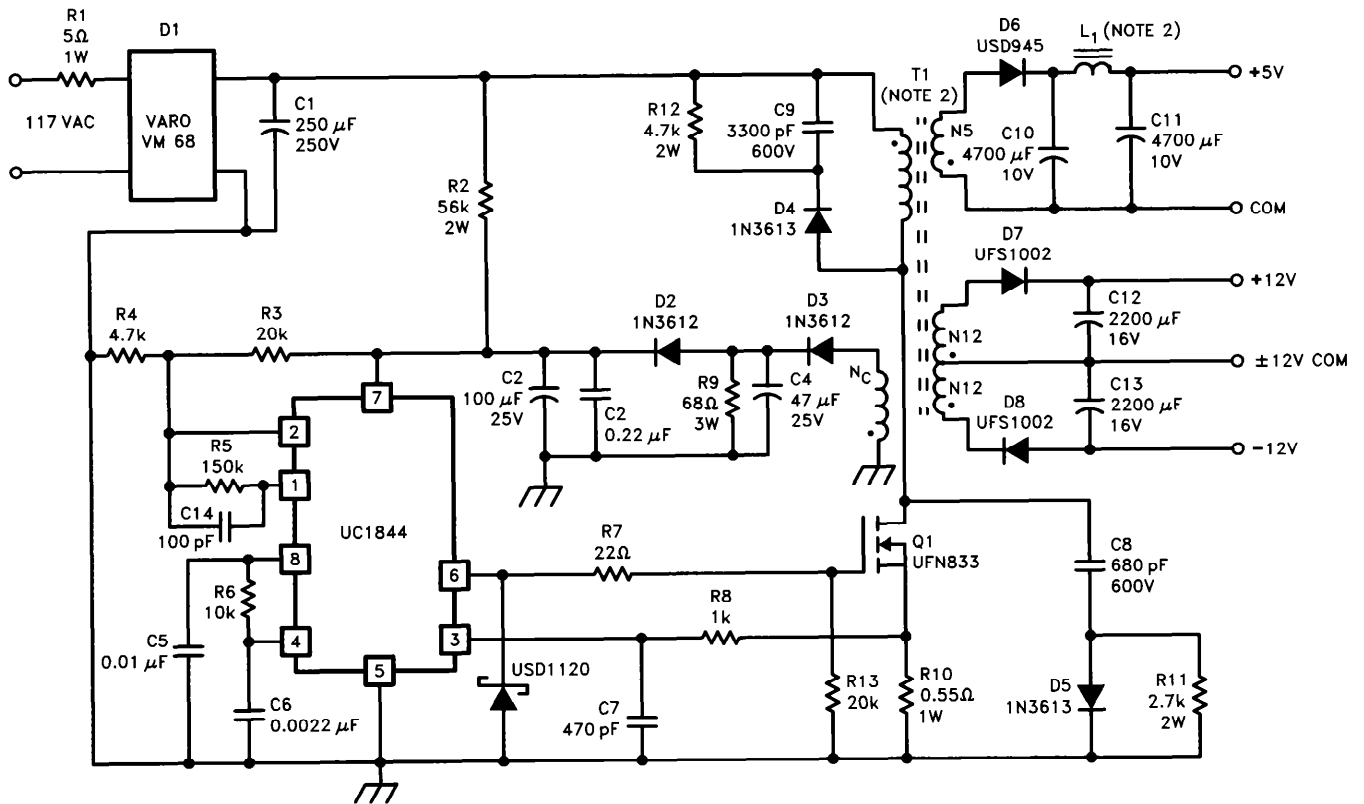 R1
5Ω
1W
D1
117 VAC
VARO
VM 68
C1
250 µF
250V
R2
56k
2W
R12
4.7k
2W
C9
3300 pF
600V
D4
1N3613
T1
(NOTE 2)
D6
USD945
L1 (NOTE 2)
N5
C10
4700 µF
10V
C11
4700 µF
10V
+5V
COM
D7
UFS1002
N12
N12
D8
UFS1002
C12
2200 µF
16V
C13
2200 µF
16V
+12V
±12V COM
-12V
R4
4.7k
R3
20k
D2
1N3612
D3
1N3612
C2
100 µF
25V
C2
0.22 µF
R9
68Ω
3W
C4
47 µF
25V
NC
7
2
R5
150k
1
C14
100 pF
UC1844
8
R6
10k
6
4
3
5
C5
0.01 µF
C6
0.0022 µF
USD1120
R7
22Ω
R8
1k
C7
470 pF
Q1
UFN833
R13
20k
R10
0.55Ω
1W
C8
680 pF
600V
D5
1N3613
R11
2.7k
2W